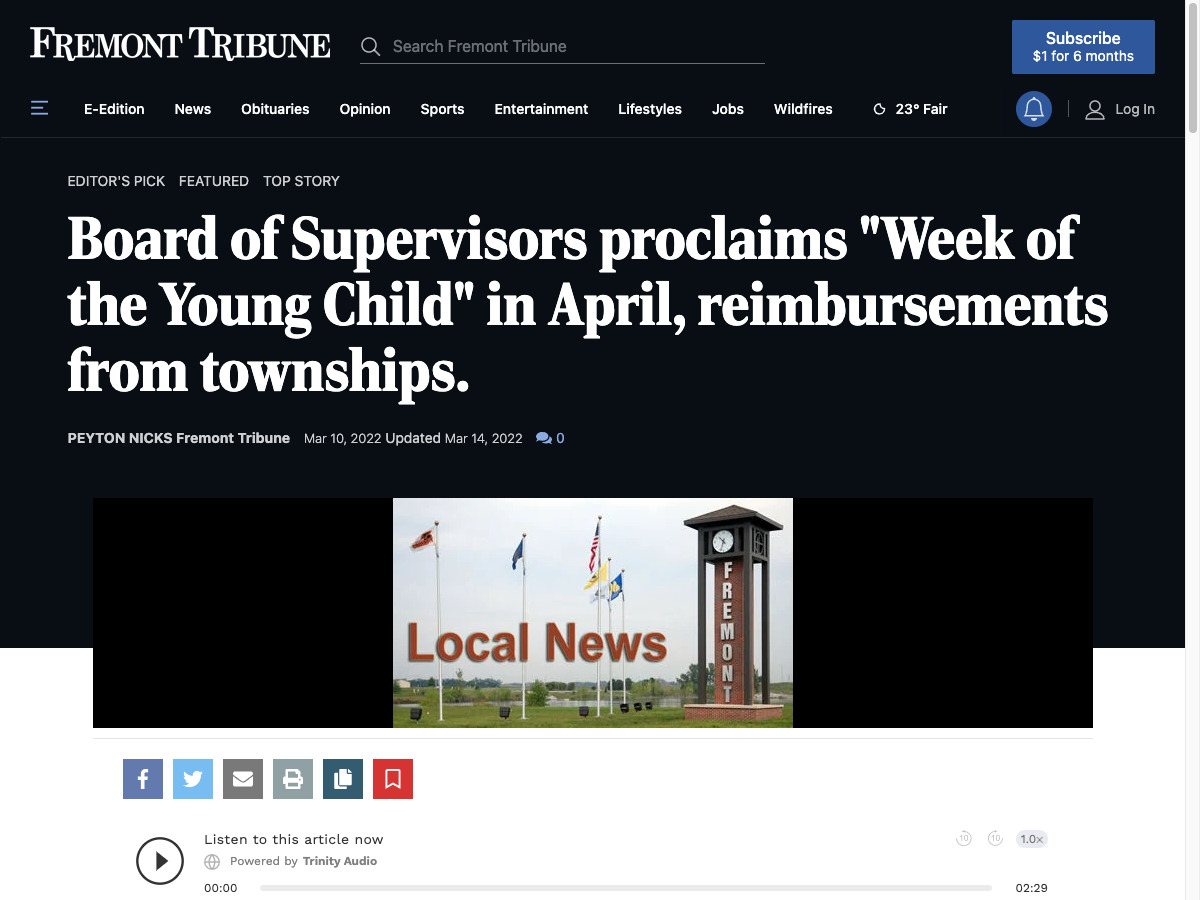 FREMONT TRIBUNE
Search Fremont Tribune
Subscribe
$1 for 6 months
E-Edition News Obituaries Opinion Sports Entertainment Lifestyles Jobs Wildfires 23° Fair
Log In
EDITOR'S PICK FEATURED TOP STORY
Board of Supervisors proclaims "Week of
the Young Child" in April, reimbursements
from townships.
PEYTON NICKS Fremont Tribune Mar 10, 2022 Updated Mar 14, 2022 0
Local News
FREMONT
Listen to this article now
10 10 1.0×
Powered by Trinity Audio
00:00 02:29